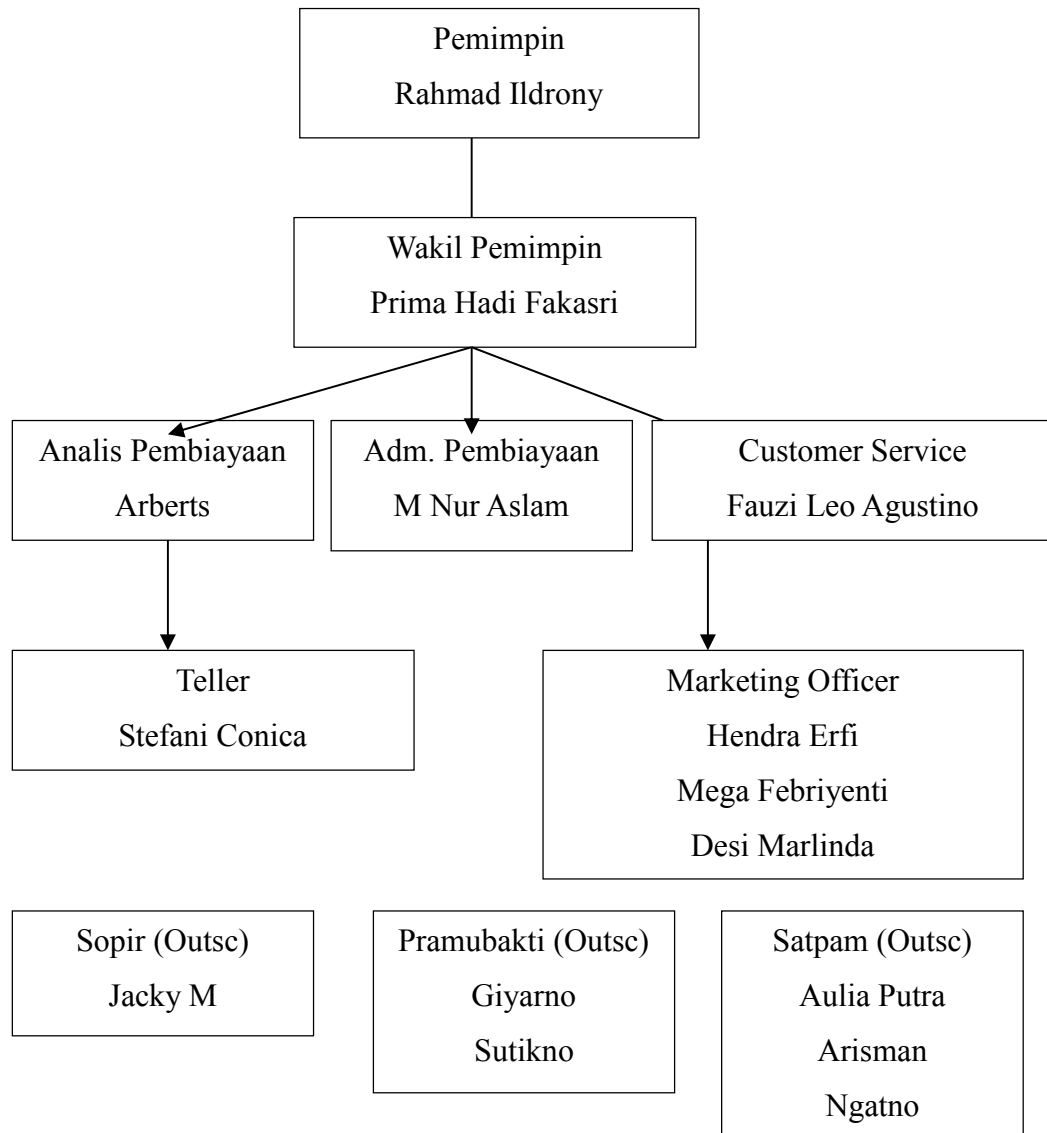 Pemimpin
Rahmad Ildrony
Wakil Pemimpin
Prima Hadi Fakasri
Analis Pembiayaan
Arberts
Adm. Pembiayaan
M Nur Aslam
Customer Service
Fauzi Leo Agustino
Teller
Stefani Conica
Marketing Officer
Hendra Erfi
Mega Febriyenti
Desi Marlinda
Sopir (Outsc)
Jacky M
Pramubakti (Outsc)
Giyarno
Sutikno
Satpam (Outsc)
Aulia Putra
Arisman
Ngatno